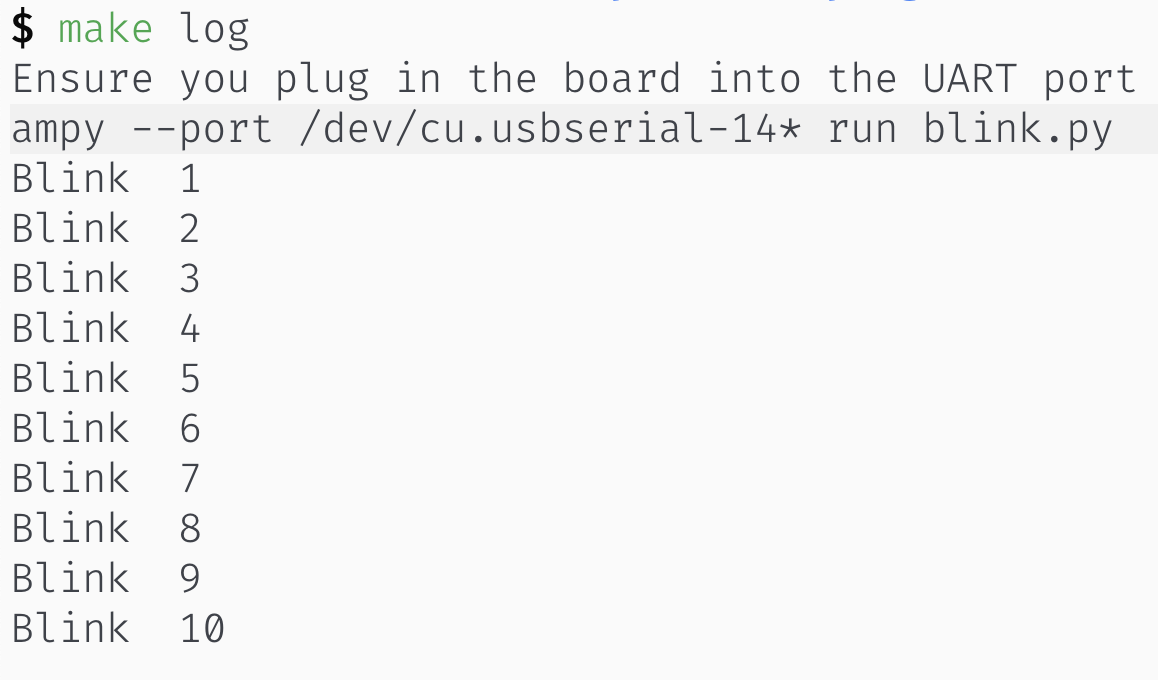 $ make log
Ensure you plug in the board into the UART port
ampy --port /dev/cu.usbserial-14* run blink.py
Blink  1
Blink  2
Blink  3
Blink  4
Blink  5
Blink  6
Blink  7
Blink  8
Blink  9
Blink  10